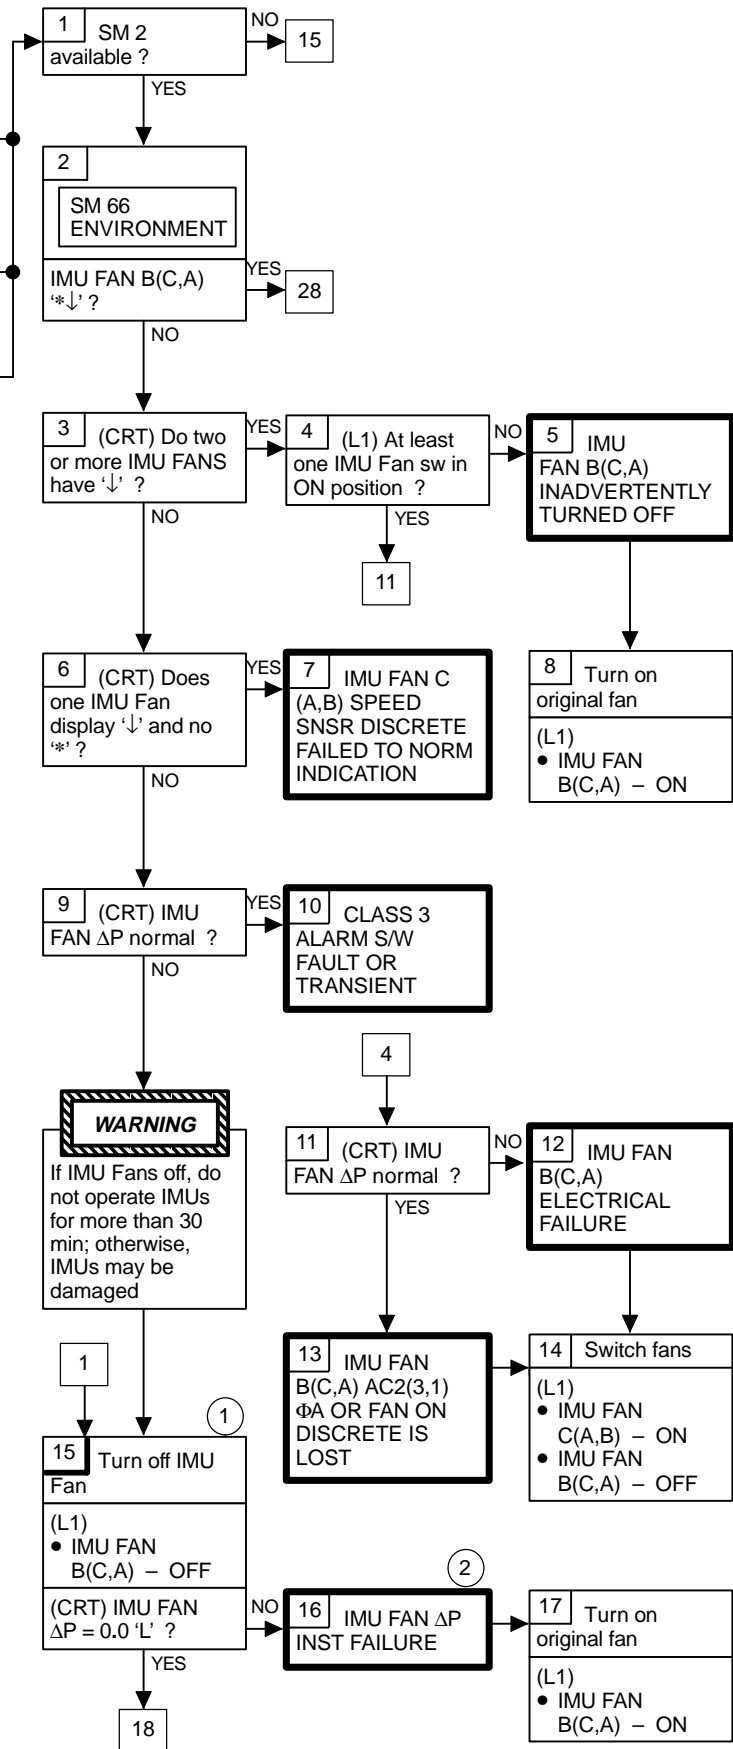 1 SM 2
available ?
NO
15
YES
2
SM 66
ENVIRONMENT
IMU FAN B(C,A)
‘*↓’ ?
YES
28
NO
3 (CRT) Do two
or more IMU FANS
have ‘↓’ ?
YES
4 (L1) At least
one IMU Fan sw in
ON position ?
NO
5 IMU
FAN B(C,A)
INADVERTENTLY
TURNED OFF
NO
YES
11
6 (CRT) Does
one IMU Fan
display ‘↓’ and no
‘*’ ?
YES
7 IMU FAN C
(A,B) SPEED
SNSR DISCRETE
FAILED TO NORM
INDICATION
8 Turn on
original fan
(L1)
● IMU FAN
B(C,A) – ON
NO
9 (CRT) IMU
FAN ΔP normal ?
YES
10 CLASS 3
ALARM S/W
FAULT OR
TRANSIENT
NO
4
WARNING
If IMU Fans off, do
not operate IMUs
for more than 30
min; otherwise,
IMUs may be
damaged
11 (CRT) IMU
FAN ΔP normal ?
NO
12 IMU FAN
B(C,A)
ELECTRICAL
FAILURE
YES
1
13 IMU FAN
B(C,A) AC2(3,1)
ΦA OR FAN ON
DISCRETE IS
LOST
14 Switch fans
(L1)
● IMU FAN
C(A,B) – ON
● IMU FAN
B(C,A) – OFF
1
15 Turn off IMU
Fan
(L1)
● IMU FAN
B(C,A) – OFF
(CRT) IMU FAN
ΔP = 0.0 ‘L’ ?
NO
2
16 IMU FAN ΔP
INST FAILURE
17 Turn on
original fan
(L1)
● IMU FAN
B(C,A) – ON
YES
18